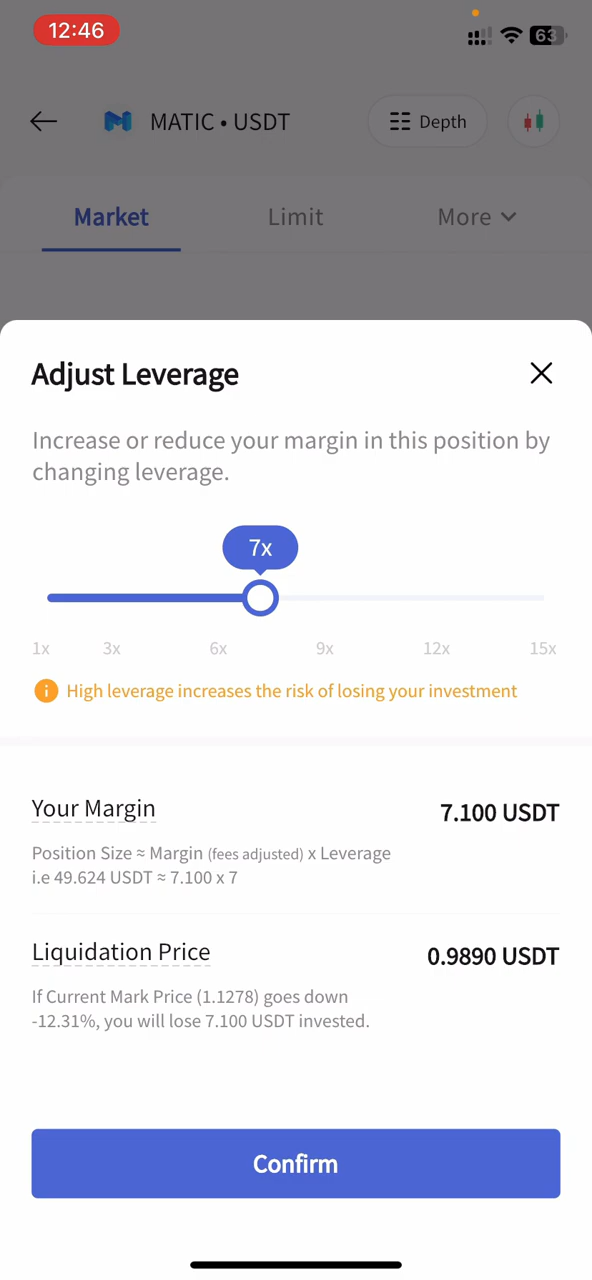 12:46
63
MATIC • USDT
Depth
Market
Limit
More
Adjust Leverage
Increase or reduce your margin in this position by
changing leverage.
7x
1x 3x 6x 9x 12x 15x
High leverage increases the risk of losing your investment
Your Margin
7.100 USDT
Position Size ≈ Margin (fees adjusted) x Leverage
i.e 49.624 USDT ≈ 7.100 x 7
Liquidation Price
0.9890 USDT
If Current Mark Price (1.1278) goes down
-12.31%, you will lose 7.100 USDT invested.
Confirm